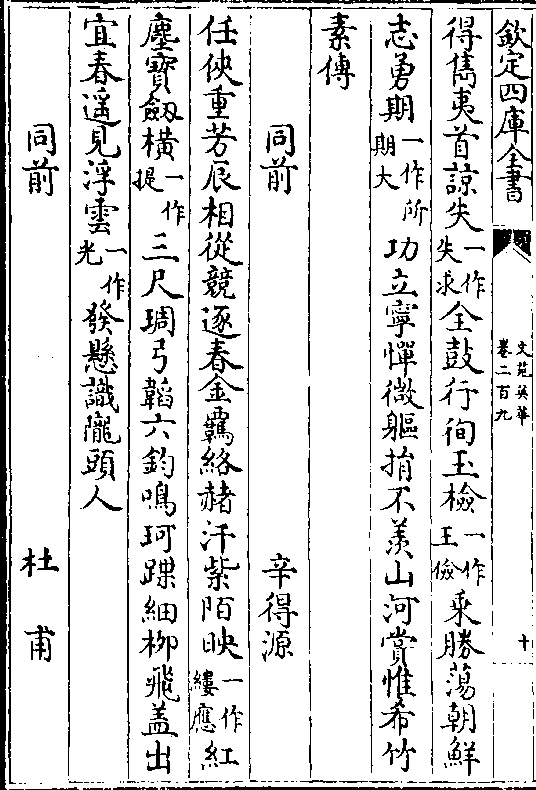 欽定四庫全書
文苑英華
卷二百九
十
得雋夷首諒失一作失求全鼓行徇玉檢一作王儉乗勝蕩朝鮮
志勇期一作所期大功立寧憚微軀捐不羨山河賞惟希竹
素傳
同前 辛得源
任俠重芳辰相從競逐春金羈絡赭汗紫陌映一作縷應紅
塵寶劔横一作提三尺琱弓韜六鈞鳴珂蹀細栁飛盖出
宜春遥見浮雲一作光發懸識隴頭人
同前 杜甫